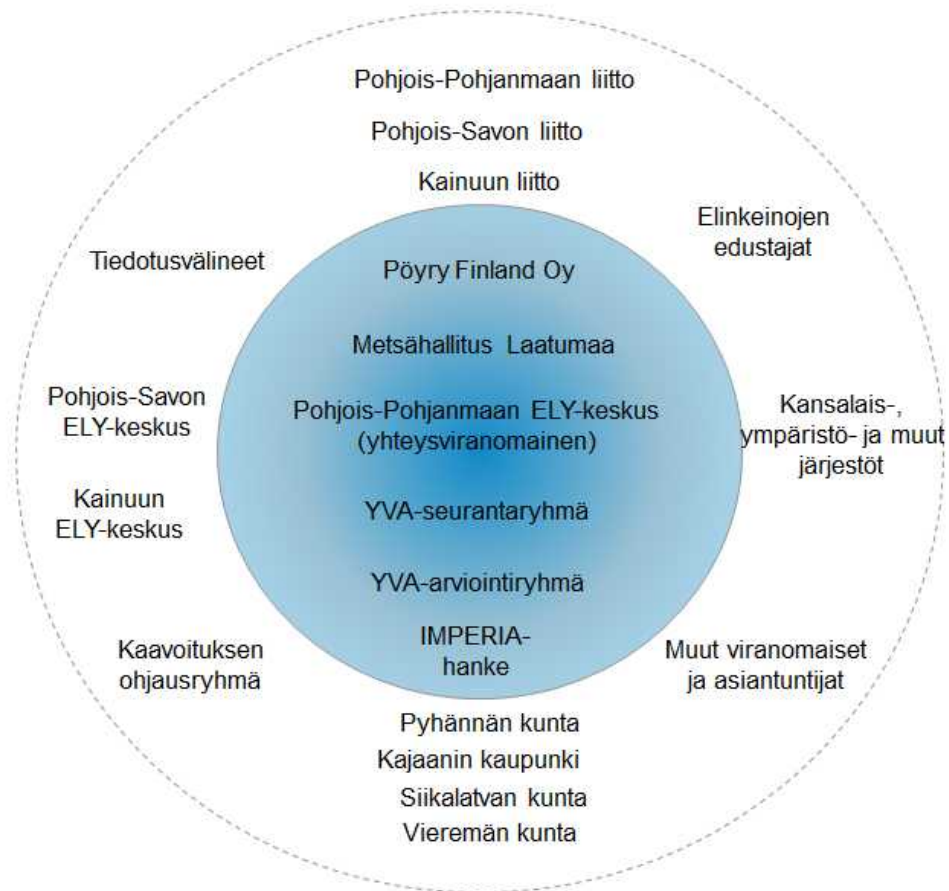 Pohjois-Pohjanmaan liitto
Pohjois-Savon liitto
Kainuun liitto
Elinkeinojen
edustajat
Tiedotusvälineet
Pöyry Finland Oy
Metsähallitus Laatumaa
Pohjois-Savon
ELY-keskus
Pohjois-Pohjanmaan ELY-keskus
(yhteysviranomainen)
Kansalais-,
ympäristö- ja muut
järjestöt
Kainuun
ELY-keskus
YVA-seurantaryhmä
YVA-arviointiryhmä
IMPERIA-
hanke
Kaavoituksen
ohjausryhmä
Muut viranomaiset
ja asiantuntijat
Pyhännän kunta
Kajaanin kaupunki
Siikalatvan kunta
Vieremän kunta